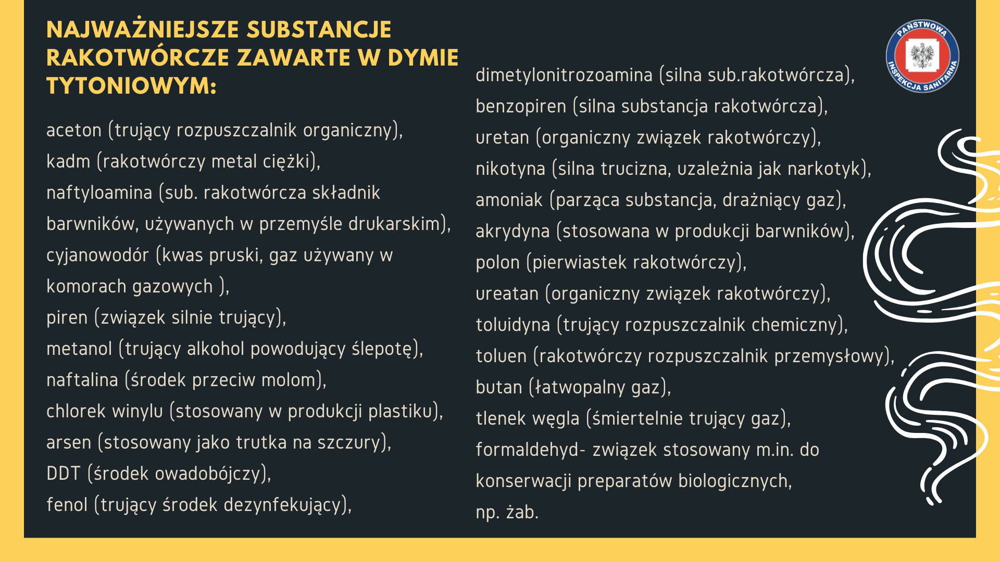 NAJWAŻNIEJSZE SUBSTANCJE
RAKOTWÓRCZE ZAWARTE W DYMIE
TYTONIOWYM:
aceton (trujący rozpuszczalnik organiczny),
kadm (rakotwórczy metal ciężki),
naftyloamina (sub. rakotwórcza składnik
barwników, używanych w przemyśle drukarskim),
cyjanowodór (kwas pruski, gaz używany w
komorach gazowych ),
piren (związek silnie trujący),
metanol (trujący alkohol powodujący ślepotę),
naftalina (środek przeciw molom),
chlorek winylu (stosowany w produkcji plastiku),
arsen (stosowany jako trutka na szczury),
DDT (środek owadobójczy),
fenol (trujący środek dezynfekujący),
dimetylonitrozoamina (silna sub.rakotwórcza),
benzopiren (silna substancja rakotwórcza),
uretan (organiczny związek rakotwórczy),
nikotyna (silna trucizna, uzależnia jak narkotyk),
amoniak (parząca substancja, drażniący gaz),
akrydyna (stosowana w produkcji barwników),
polon (pierwiastek rakotwórczy),
ureatan (organiczny związek rakotwórczy),
toluidyna (trujący rozpuszczalnik chemiczny),
toluen (rakotwórczy rozpuszczalnik przemysłowy),
butan (łatwopalny gaz),
tlenek węgla (śmiertelnie trujący gaz),
formaldehyd- związek stosowany m.in. do
konserwacji preparatów biologicznych,
np. żab.
PAŃSTWOWA
INSPEKCJA SANITARNA